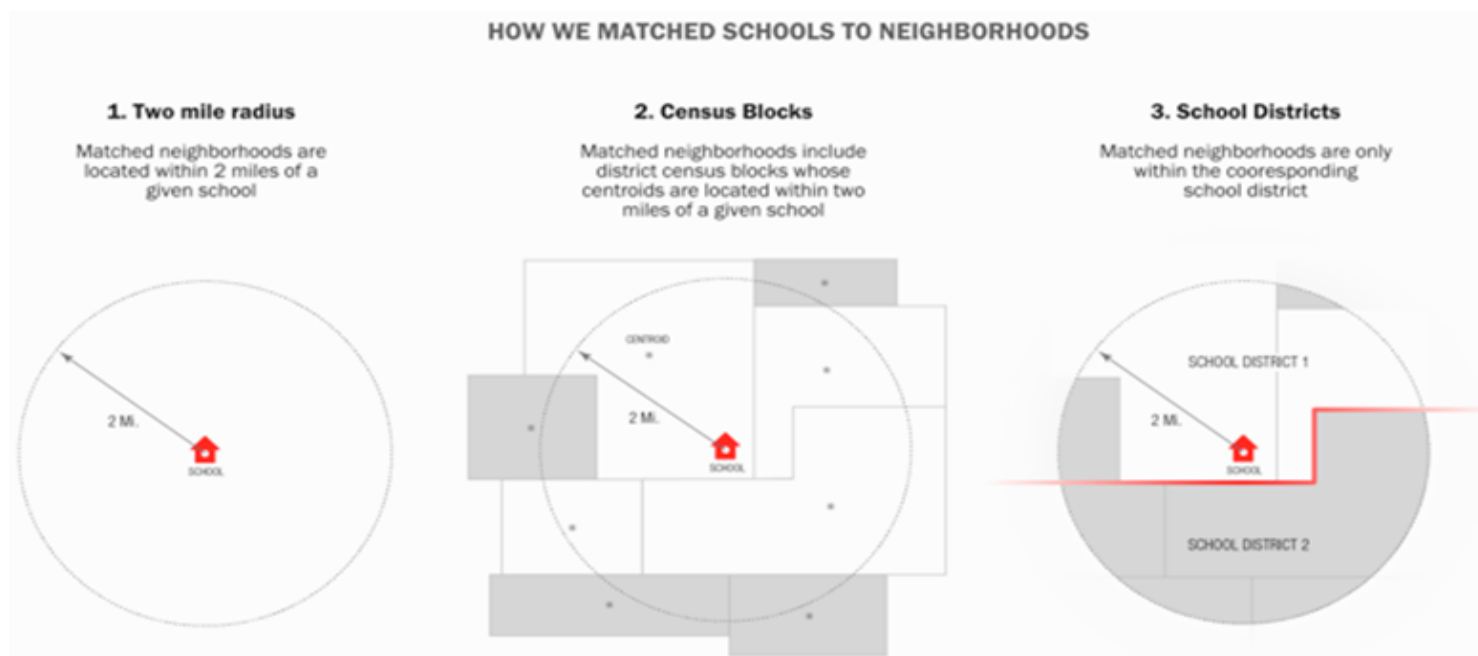 HOW WE MATCHED SCHOOLS TO NEIGHBORHOODS
1. Two mile radius
Matched neighborhoods are
located within 2 miles of a
given school
2 Mi.
SCHOOL
2. Census Blocks
Matched neighborhoods include
district census blocks whose
centroids are located within two
miles of a given school
CENTROID
2 Mi.
SCHOOL
3. School Districts
Matched neighborhoods are only
within the cooresponding
school district
SCHOOL DISTRICT 1
2 Mi.
SCHOOL
SCHOOL DISTRICT 2